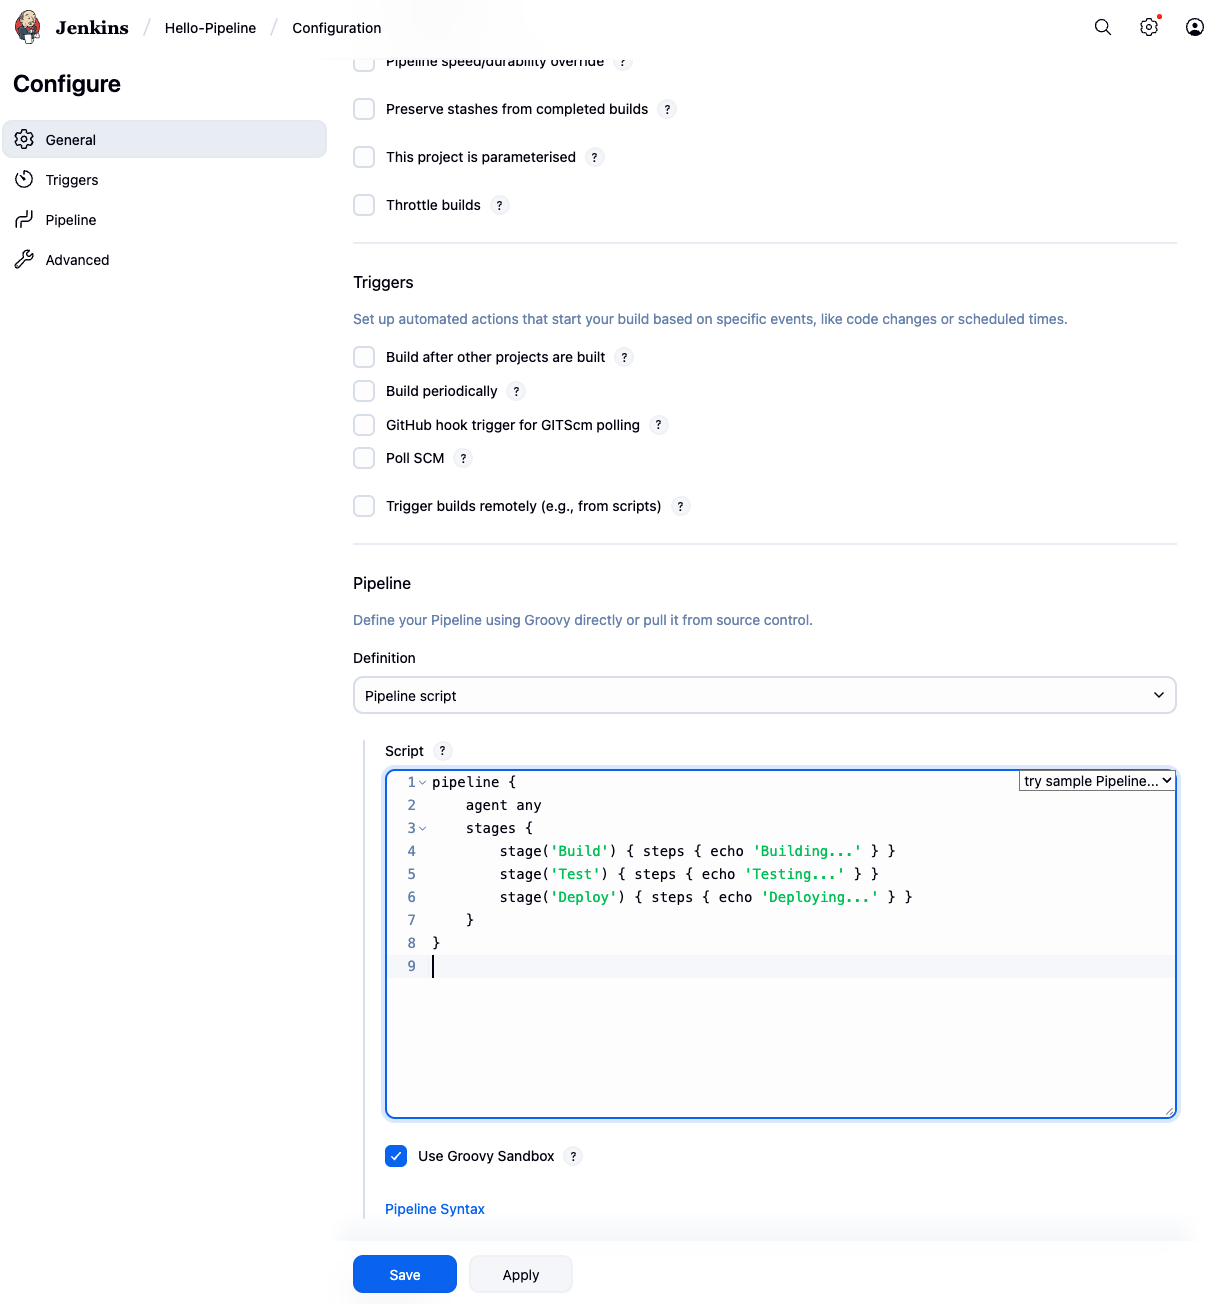 Jenkins / Hello-Pipeline / Configuration
Configure
General
Triggers
Pipeline
Advanced
Pipeline speed/durability override ?
Preserve stashes from completed builds ?
This project is parameterised ?
Throttle builds ?
Triggers
Set up automated actions that start your build based on specific events, like code changes or scheduled times.
Build after other projects are built ?
Build periodically ?
GitHub hook trigger for GITScm polling ?
Poll SCM ?
Trigger builds remotely (e.g., from scripts) ?
Pipeline
Define your Pipeline using Groovy directly or pull it from source control.
Definition
Pipeline script
Script ?
try sample Pipeline...
1 pipeline {
2     agent any
3     stages {
4         stage('Build') { steps { echo 'Building...' } }
5         stage('Test') { steps { echo 'Testing...' } }
6         stage('Deploy') { steps { echo 'Deploying...' } }
7     }
8 }
9
Use Groovy Sandbox ?
Pipeline Syntax
Save
Apply